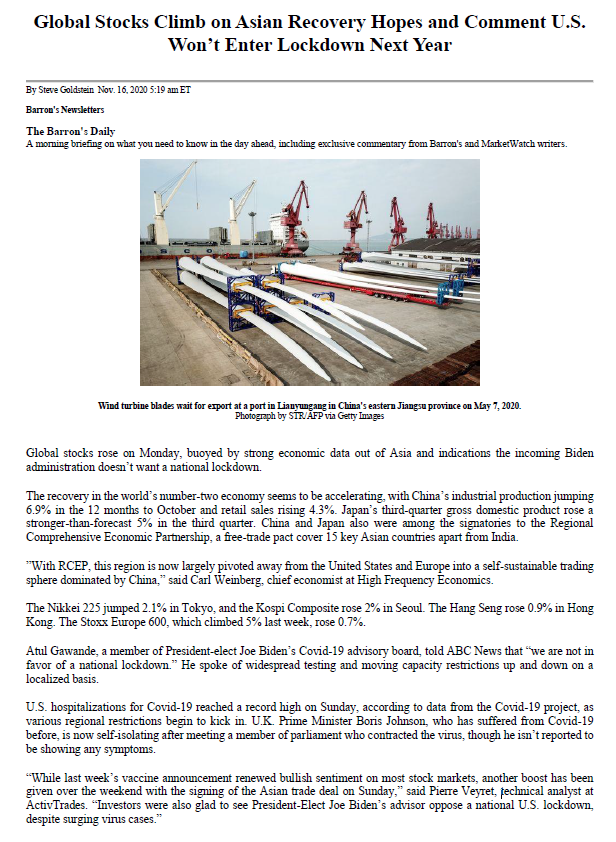 Global Stocks Climb on Asian Recovery Hopes and Comment U.S.
Won’t Enter Lockdown Next Year
By Steve Goldstein Nov. 16, 2020 5:19 am ET
Barron's Newsletters
The Barron's Daily
A morning briefing on what you need to know in the day ahead, including exclusive commentary from Barron's and MarketWatch writers.
Wind turbine blades wait for export at a port in Lianyungang in China's eastern Jiangsu province on May 7, 2020.
Photograph by STR/AFP via Getty Images
Global stocks rose on Monday, buoyed by strong economic data out of Asia and indications the incoming Biden
administration doesn’t want a national lockdown.
The recovery in the world’s number-two economy seems to be accelerating, with China’s industrial production jumping
6.9% in the 12 months to October and retail sales rising 4.3%. Japan’s third-quarter gross domestic product rose a
stronger-than-forecast 5% in the third quarter. China and Japan also were among the signatories to the Regional
Comprehensive Economic Partnership, a free-trade pact cover 15 key Asian countries apart from India.
”With RCEP, this region is now largely pivoted away from the United States and Europe into a self-sustainable trading
sphere dominated by China,” said Carl Weinberg, chief economist at High Frequency Economics.
The Nikkei 225 jumped 2.1% in Tokyo, and the Kospi Composite rose 2% in Seoul. The Hang Seng rose 0.9% in Hong
Kong. The Stoxx Europe 600, which climbed 5% last week, rose 0.7%.
Atul Gawande, a member of President-elect Joe Biden’s Covid-19 advisory board, told ABC News that “we are not in
favor of a national lockdown.” He spoke of widespread testing and moving capacity restrictions up and down on a
localized basis.
U.S. hospitalizations for Covid-19 reached a record high on Sunday, according to data from the Covid-19 project, as
various regional restrictions begin to kick in. U.K. Prime Minister Boris Johnson, who has suffered from Covid-19
before, is now self-isolating after meeting a member of parliament who contracted the virus, though he isn’t reported to
be showing any symptoms.
“While last week’s vaccine announcement renewed bullish sentiment on most stock markets, another boost has been
given over the weekend with the signing of the Asian trade deal on Sunday,” said Pierre Veyret, technical analyst at
ActivTrades. “Investors were also glad to see President-Elect Joe Biden’s advisor oppose a national U.S. lockdown,
despite surging virus cases.”